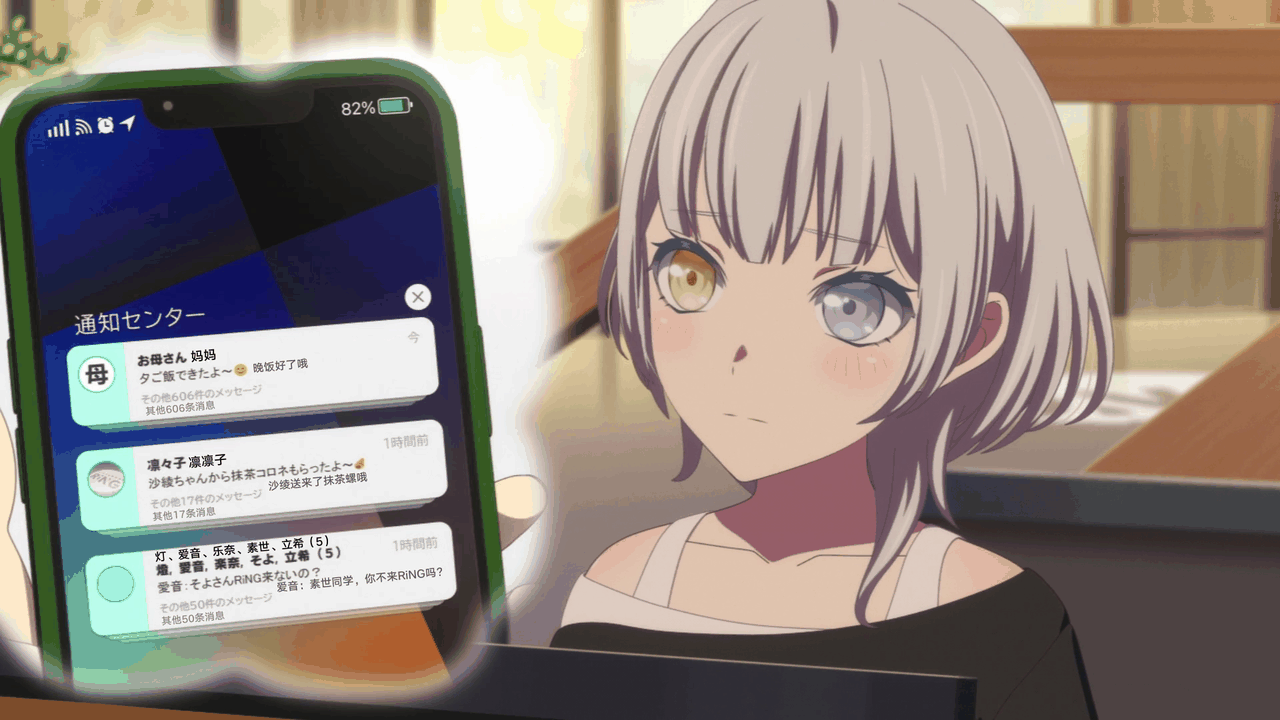 82%
通知センター
今
母
お母さん 妈妈
夕ご飯できたよ～😊 晚饭好了哦
その他606件のメッセージ
其他606条消息
1時間前
凛々子 凛凛子
沙綾ちゃんから抹茶コロネもらったよ～
沙绫送来了抹茶螺哦
その他17件のメッセージ
其他17条消息
1時間前
灯、爱音、乐奈、素世、立希（5）
燈, 愛音, 楽奈, そよ, 立希（5）
愛音：そよさんRiNG来ないの？
爱音：素世同学，你不来RiNG吗?
その他50件のメッセージ
其他50条消息